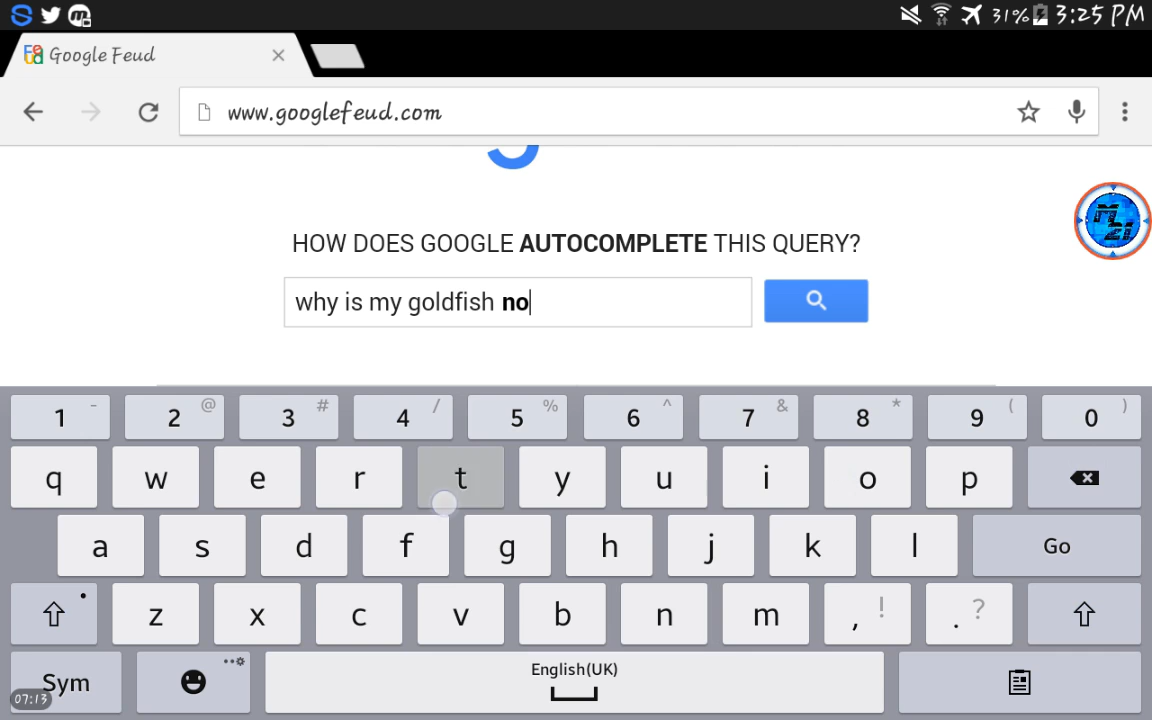 31% 3:25 PM
Google Feud
www.googlefeud.com
HOW DOES GOOGLE AUTOCOMPLETE THIS QUERY?
why is my goldfish no
1 - 2 @ 3 # 4 / 5 % 6 ^ 7 & 8 * 9 ( 0 )
q w e r t y u i o p
a s d f g h j k l Go
z x c v b n m , ! . ?
English(UK)
Sym
07:13
M21